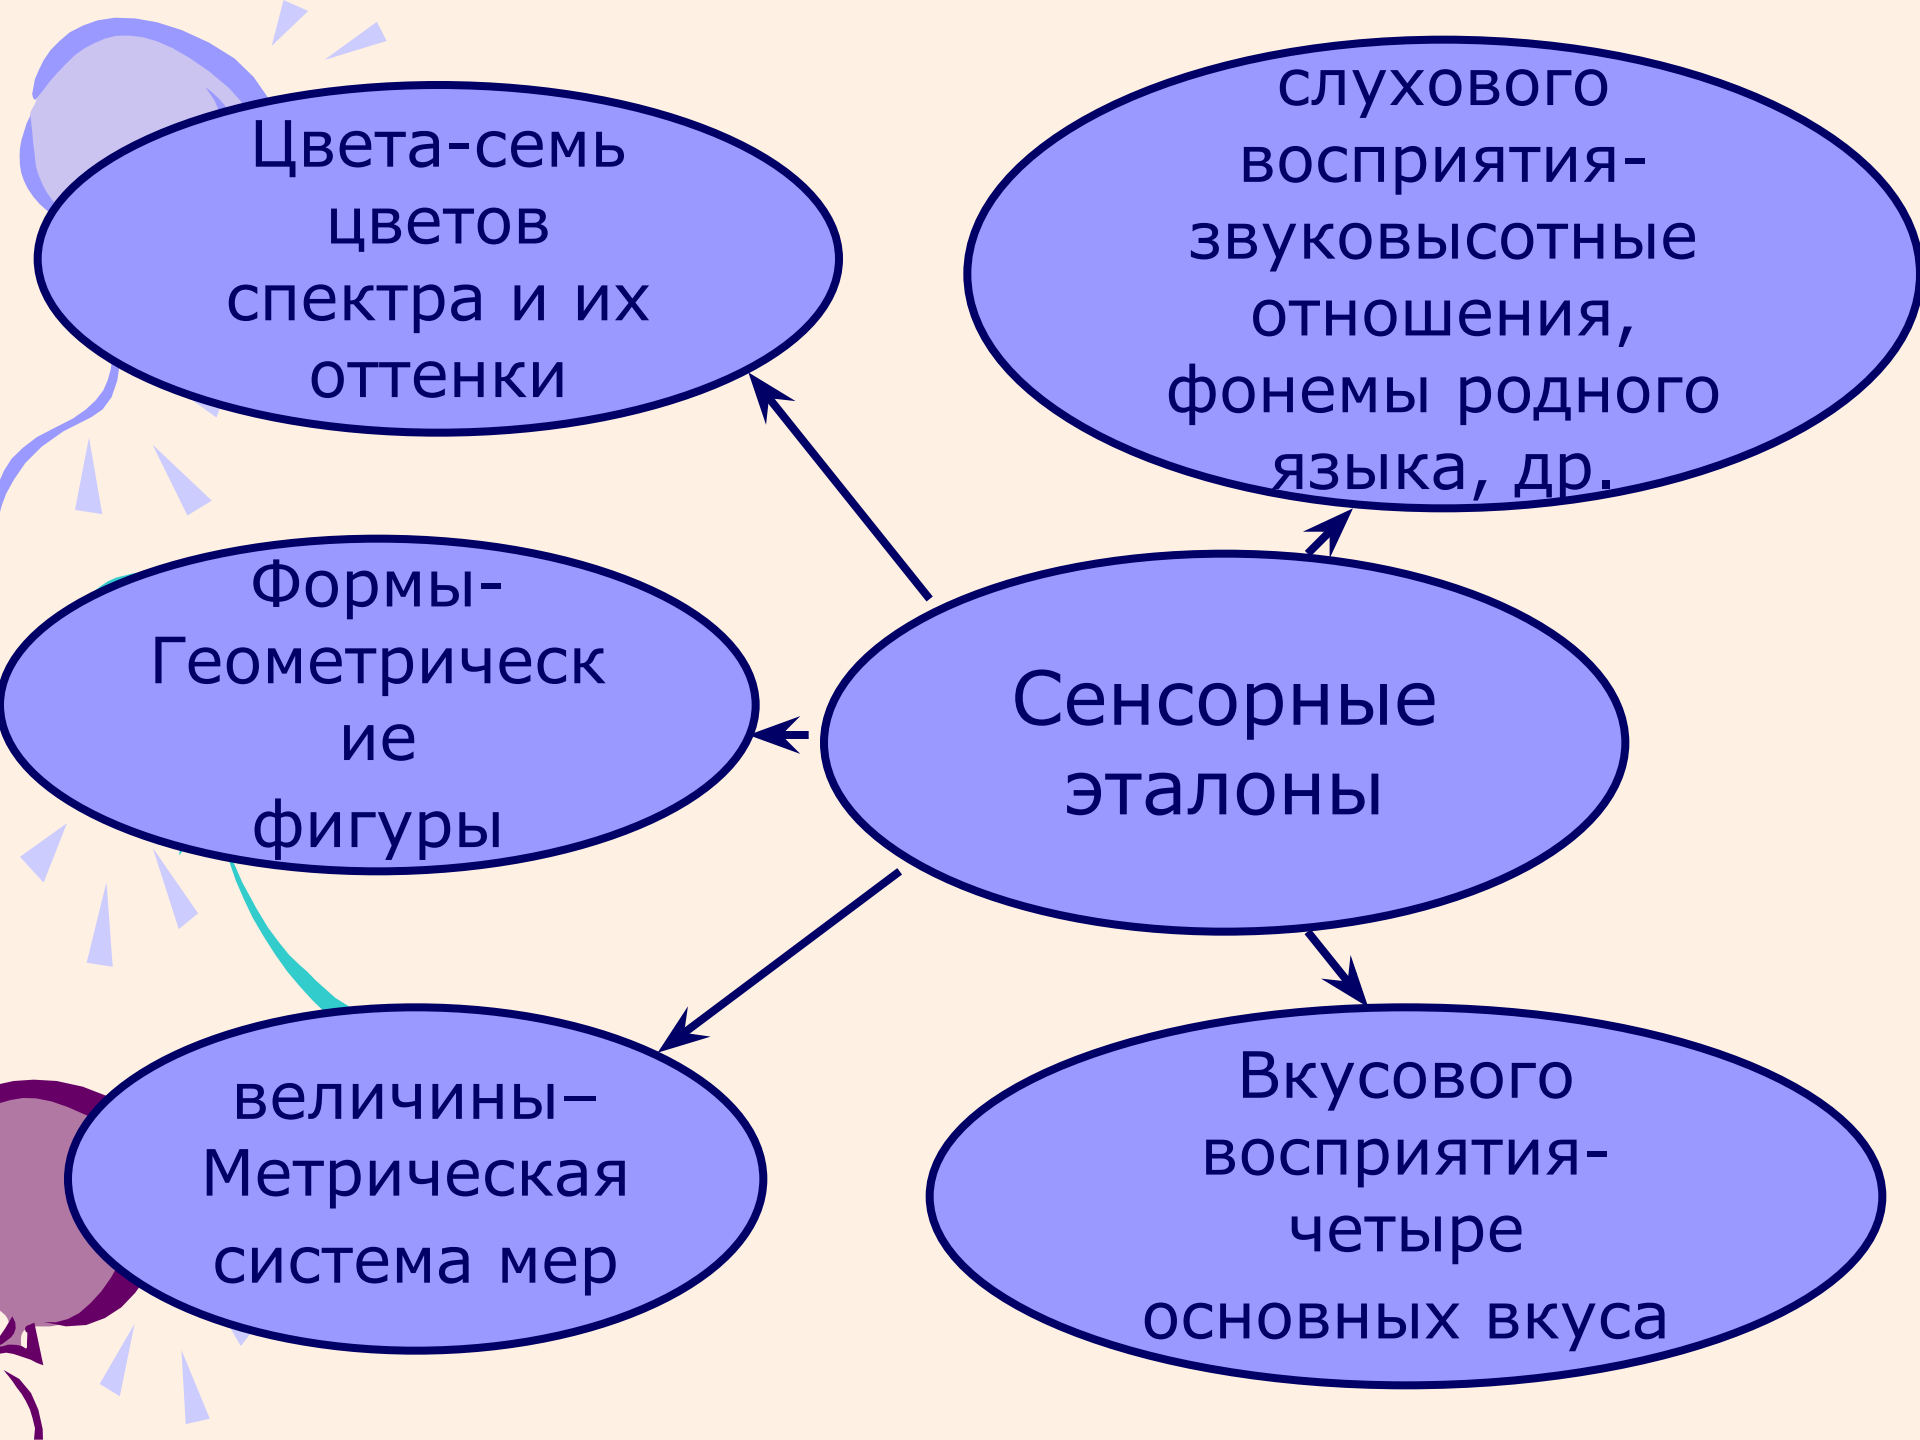 Цвета-семь
цветов
спектра и их
оттенки
слухового
восприятия-
звуковысотные
отношения,
фонемы родного
языка, др.
Формы-
Геометрическ
ие
фигуры
Сенсорные
эталоны
величины–
Метрическая
система мер
Вкусового
восприятия-
четыре
основных вкуса